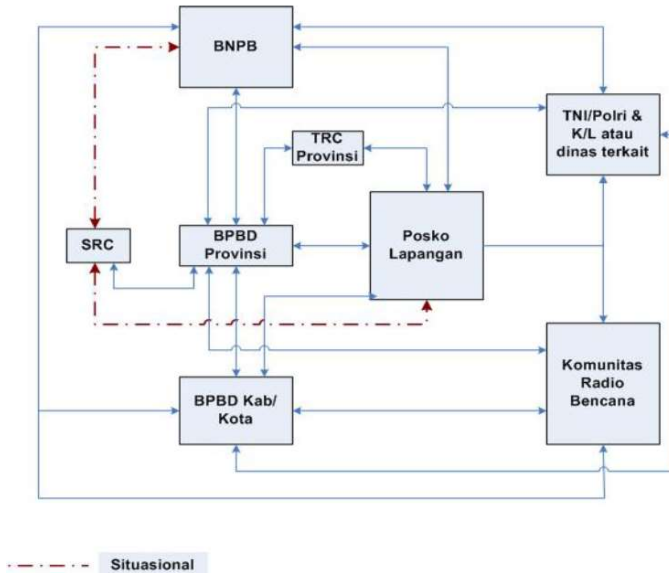 BNPB
TNI/Polri &
K/L atau
dinas terkait
TRC
Provinsi
SRC
BPBD
Provinsi
Posko
Lapangan
BPBD Kab/
Kota
Komunitas
Radio
Bencana
Situasional